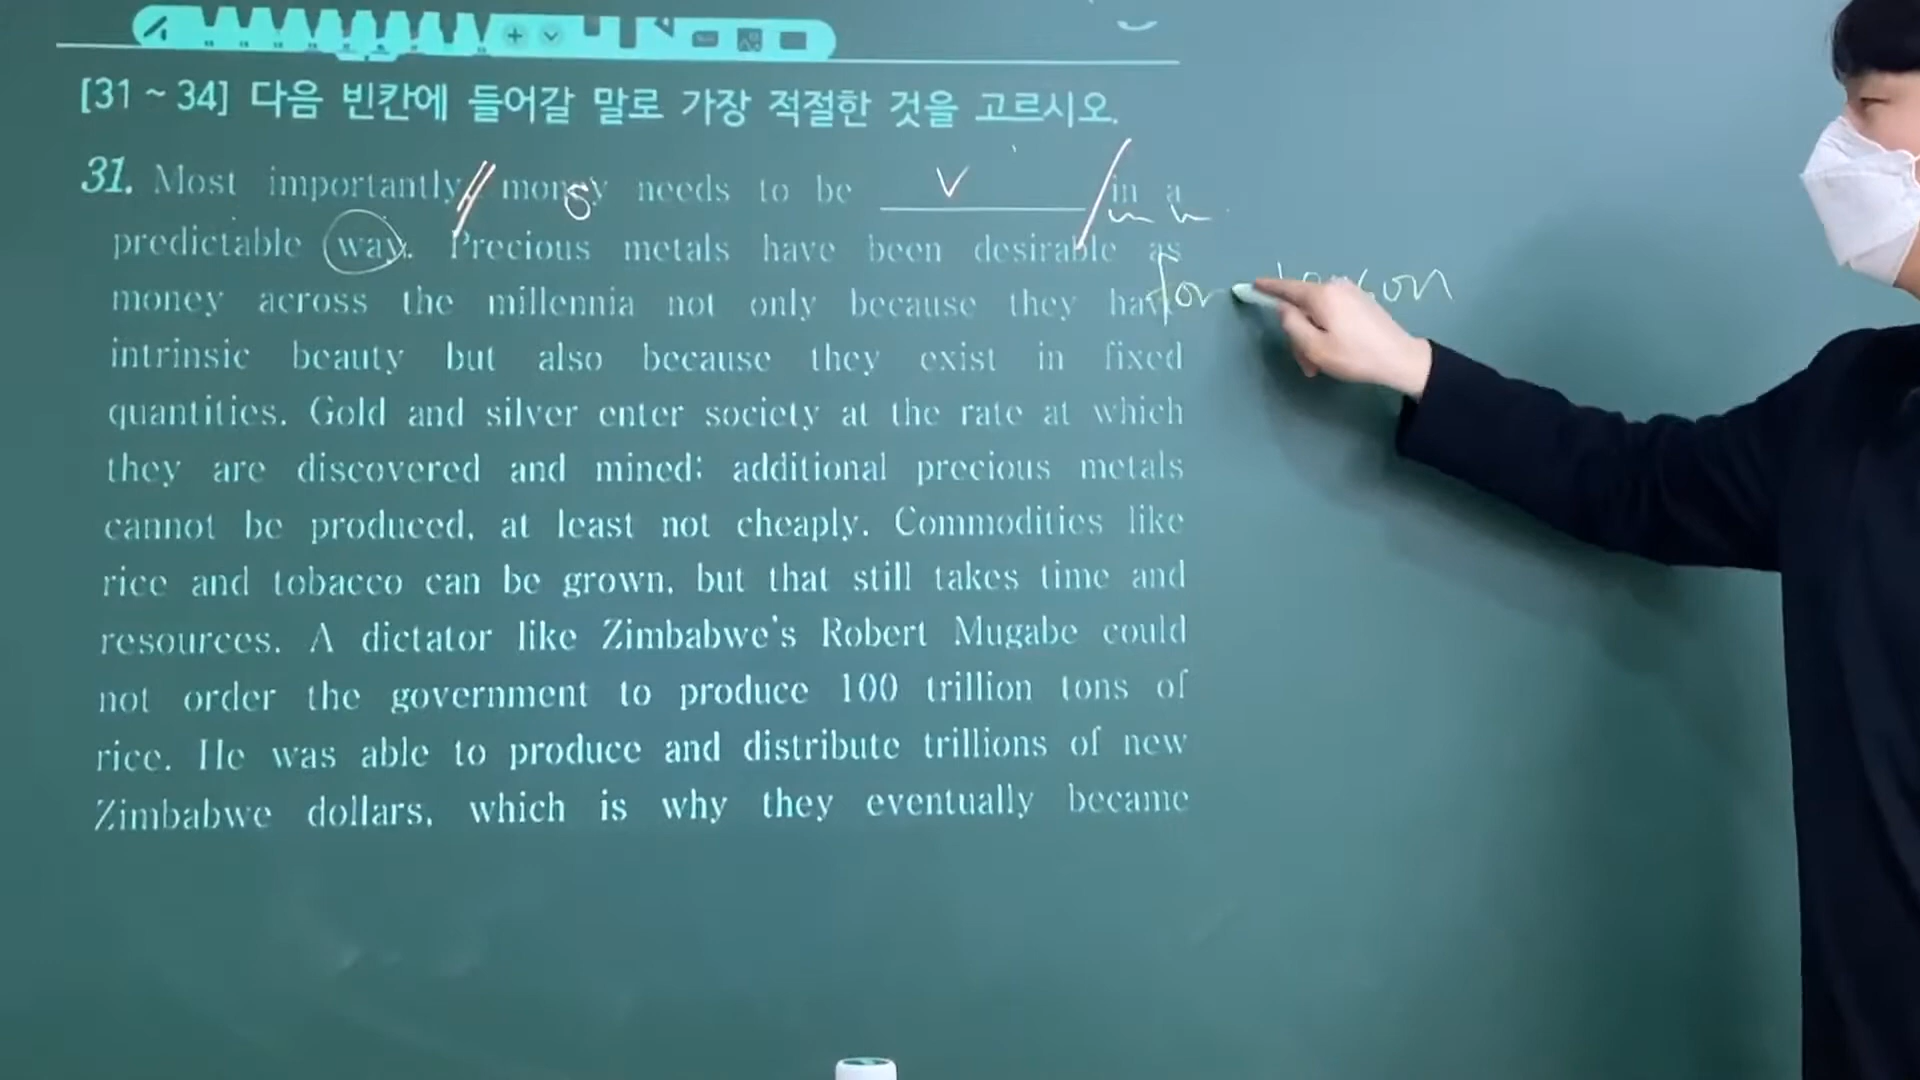 [31 ~ 34] 다음 빈칸에 들어갈 말로 가장 적절한 것을 고르시오.
31. Most importantly, money needs to be ________ in a
V
S
predictable way. Precious metals have been desirable as
money across the millennia not only because they have
for
intrinsic beauty but also because they exist in fixed
quantities. Gold and silver enter society at the rate at which
they are discovered and mined; additional precious metals
cannot be produced, at least not cheaply. Commodities like
rice and tobacco can be grown, but that still takes time and
resources. A dictator like Zimbabwe's Robert Mugabe could
not order the government to produce 100 trillion tons of
rice. He was able to produce and distribute trillions of new
Zimbabwe dollars, which is why they eventually became